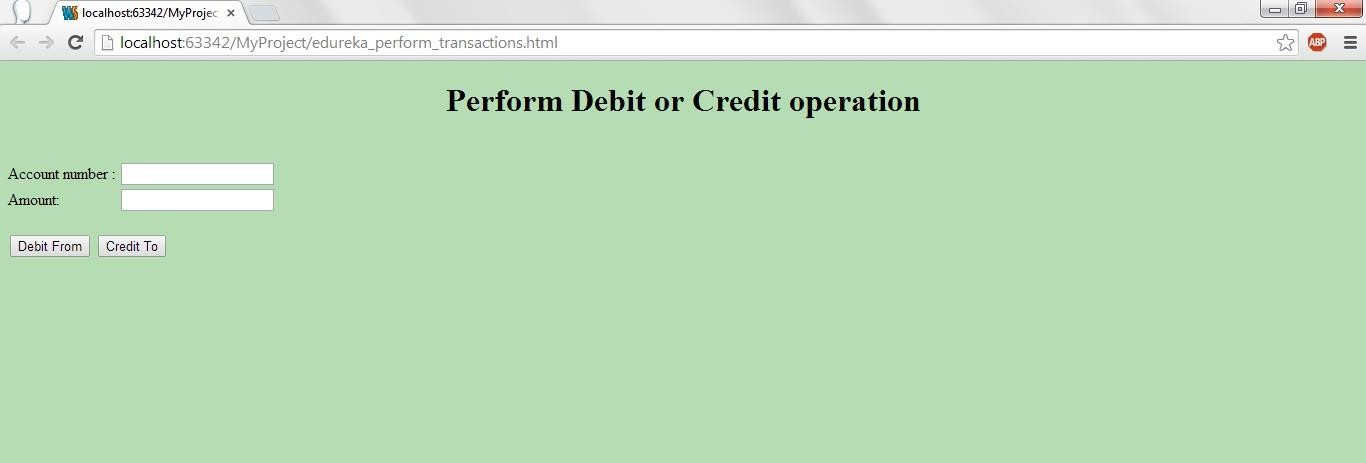 localhost:63342/MyProjec
localhost:63342/MyProject/edureka_perform_transactions.html
ABP
Perform Debit or Credit operation
Account number :
Amount:
Debit From Credit To